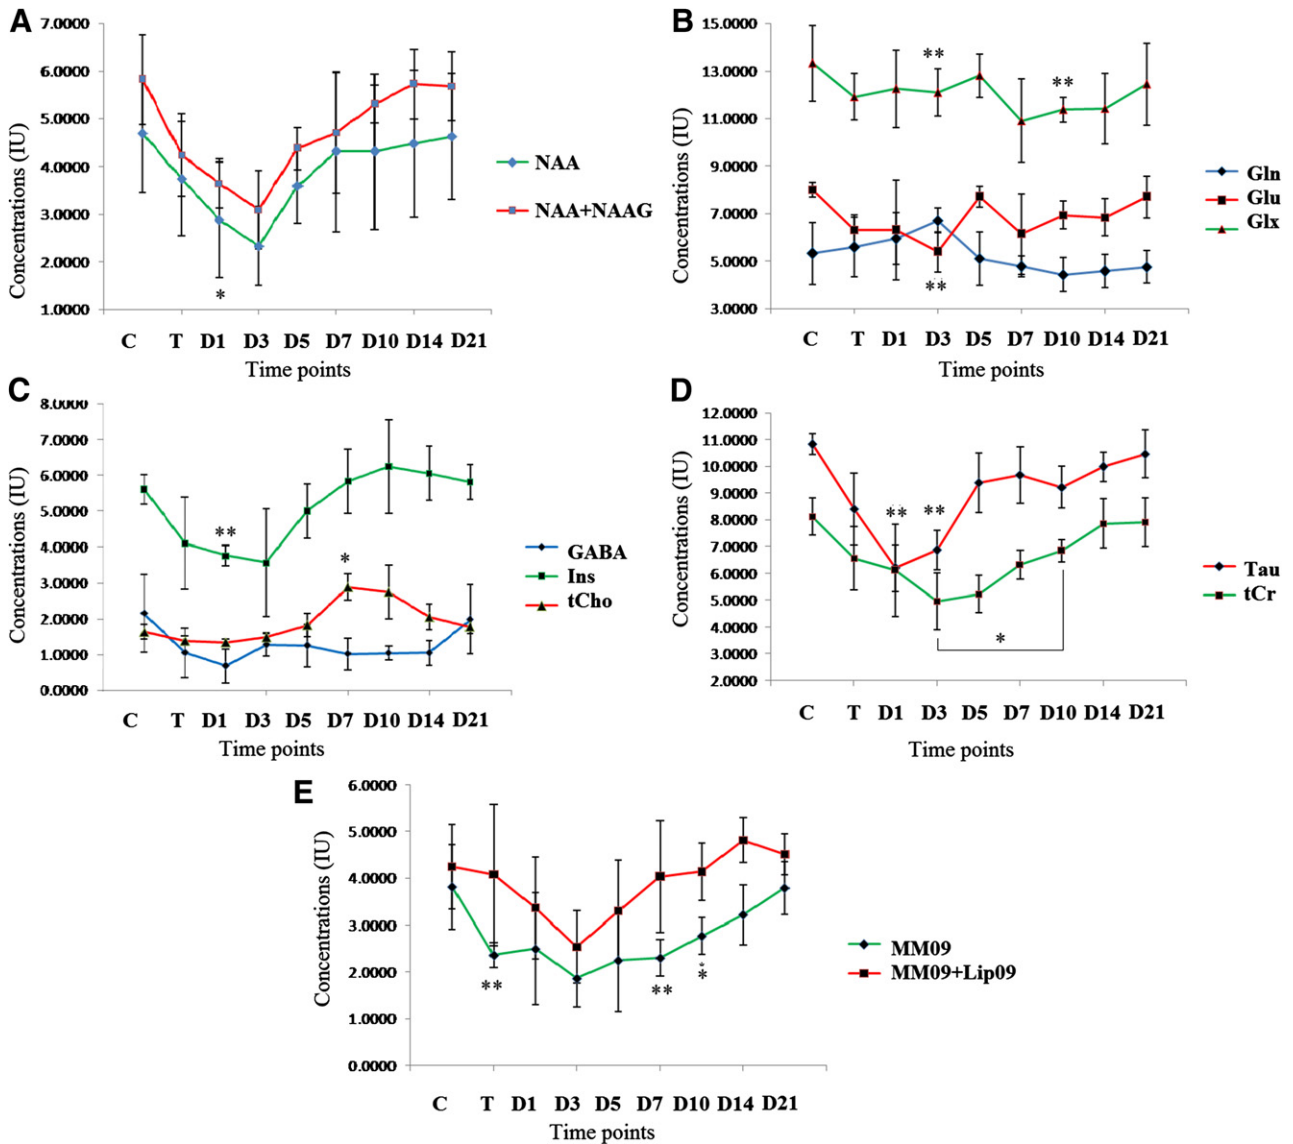 A
7.0000
6.0000
5.0000
4.0000
3.0000
2.0000
1.0000
Concentrations (IU)
*
C T D1 D3 D5 D7 D10 D14 D21
Time points
NAA
NAA+NAAG
B
15.0000
13.0000
11.0000
9.0000
7.0000
5.0000
3.0000
Concentrations (IU)
** **
**
C T D1 D3 D5 D7 D10 D14 D21
Time points
Gln
Glu
Glx
C
8.0000
7.0000
6.0000
5.0000
4.0000
3.0000
2.0000
1.0000
0.0000
Concentrations (IU)
** *
C T D1 D3 D5 D7 D10 D14 D21
Time points
GABA
Ins
tCho
D
12.0000
11.0000
10.0000
9.0000
8.0000
7.0000
6.0000
5.0000
4.0000
3.0000
2.0000
Concentrations (IU)
** **
*
C T D1 D3 D5 D7 D10 D14 D21
Time points
Tau
tCr
E
6.0000
5.0000
4.0000
3.0000
2.0000
1.0000
0.0000
Concentrations (IU)
** ** *
C T D1 D3 D5 D7 D10 D14 D21
Time points
MM09
MM09+Lip09